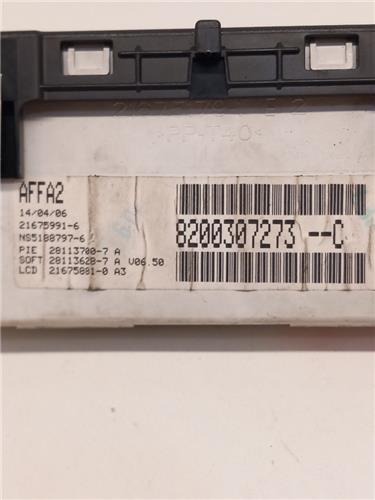 >PP-T40<
AFFA2
14/04/06
21675991-6
NS5188797-6
PIE 28113700-7 A
SOFT 28113628-7 A V06.50
LCD 21675881-0 A3
8200307273 --C